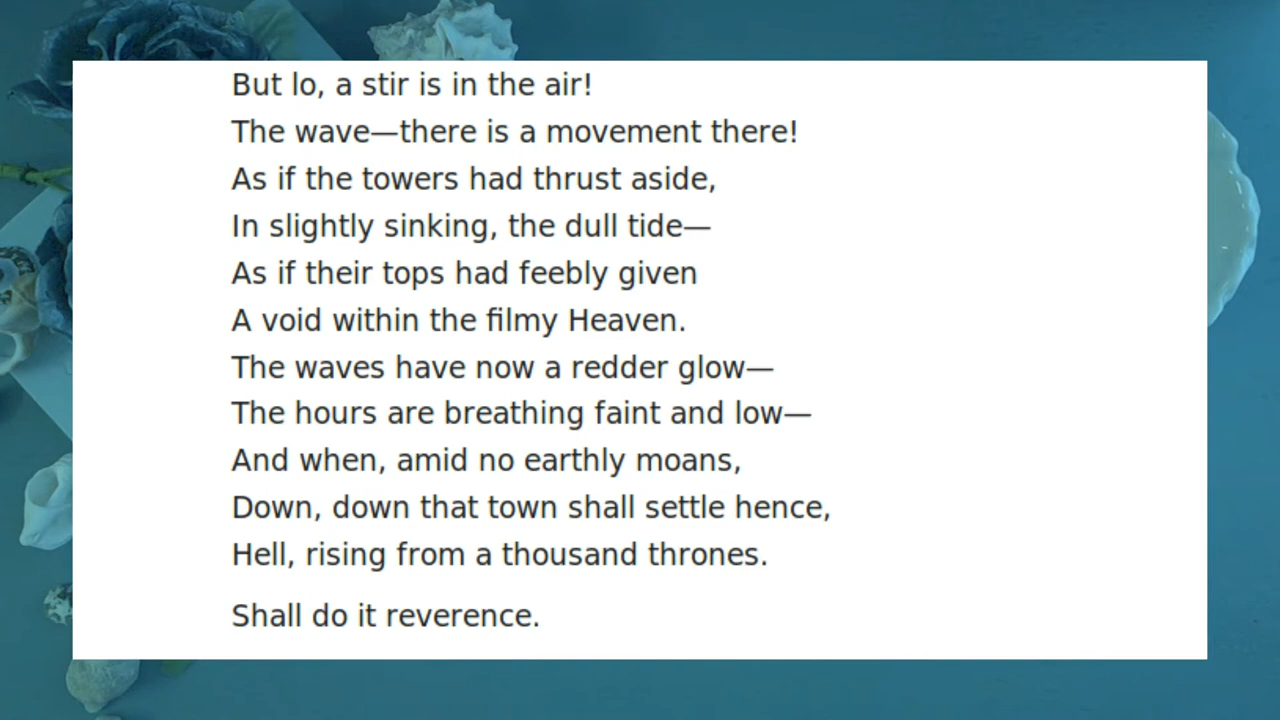 But lo, a stir is in the air!
The wave—there is a movement there!
As if the towers had thrust aside,
In slightly sinking, the dull tide—
As if their tops had feebly given
A void within the filmy Heaven.
The waves have now a redder glow—
The hours are breathing faint and low—
And when, amid no earthly moans,
Down, down that town shall settle hence,
Hell, rising from a thousand thrones.
Shall do it reverence.